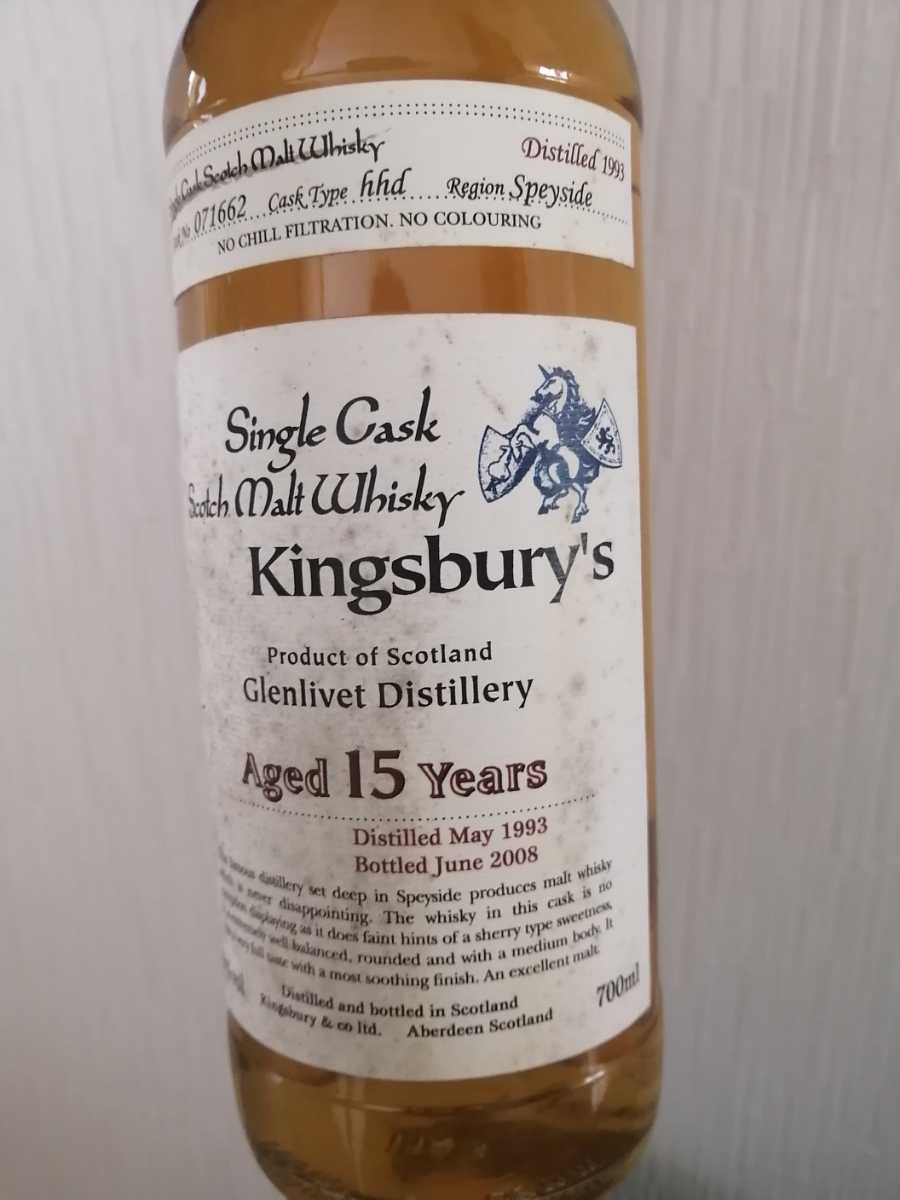 Cask Scotch Malt Whisky Distilled 1993
No 071662 Cask Type hhd Region Speyside
NO CHILL FILTRATION. NO COLOURING
Single Cask
Scotch Malt Whisky
Kingsbury's
Product of Scotland
Glenlivet Distillery
Aged 15 Years
Distilled May 1993
Bottled June 2008
famous distillery set deep in Speyside produces malt whisky
is never disappointing. The whisky in this cask is no
displaying as it does faint hints of a sherry type sweetness.
extremely well-balanced, rounded and with a medium body. It
very full taste with a most soothing finish. An excellent malt.
Distilled and bottled in Scotland 700ml
Kingsbury & co ltd. Aberdeen Scotland